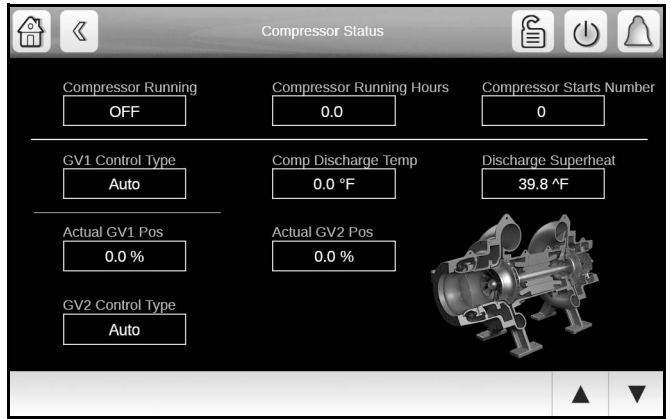 Compressor Status
Compressor Running Compressor Running Hours Compressor Starts Number
OFF 0.0 0
GV1 Control Type Comp Discharge Temp Discharge Superheat
Auto 0.0 °F 39.8 ^F
Actual GV1 Pos Actual GV2 Pos
0.0 % 0.0 %
GV2 Control Type
Auto